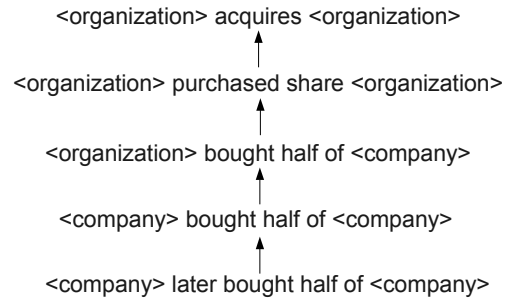 <organization> acquires <organization>
<organization> purchased share <organization>
<organization> bought half of <company>
<company> bought half of <company>
<company> later bought half of <company>